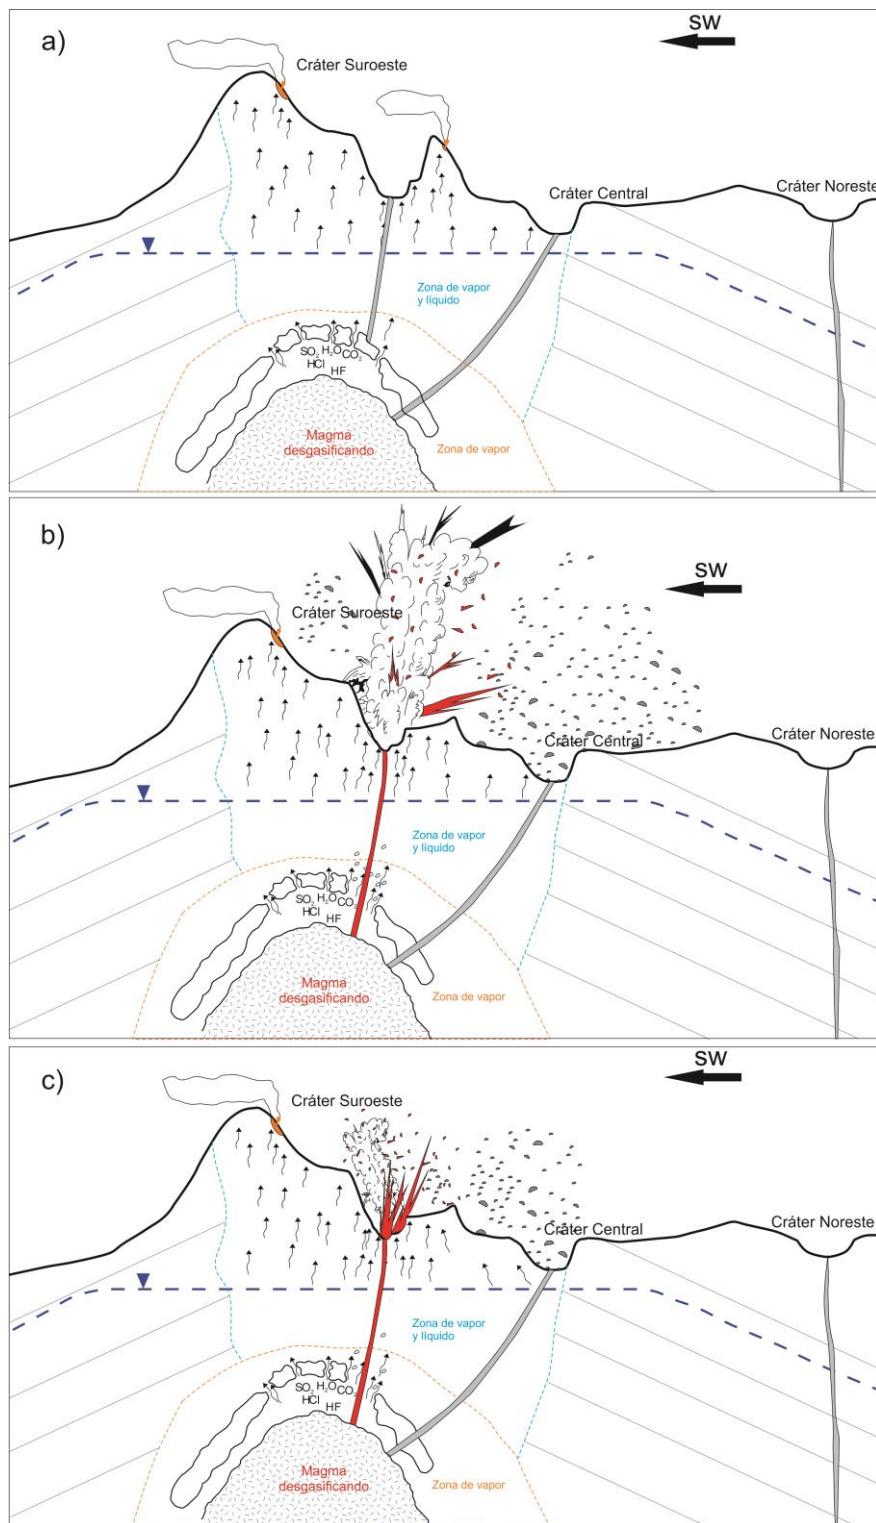 a)
SW
Cráter Suroeste
Cráter Central
Cráter Noreste
Zona de vapor
y líquido
SO₂ H₂O CO₂
HCl HF
Magma
desgasificando
Zona de vapor
b)
SW
Cráter Suroeste
Cráter Central
Cráter Noreste
Zona de vapor
y líquido
SO₂ H₂O CO₂
HCl HF
Magma
desgasificando
Zona de vapor
c)
SW
Cráter Suroeste
Cráter Central
Cráter Noreste
Zona de vapor
y líquido
SO₂ H₂O CO₂
HCl HF
Magma
desgasificando
Zona de vapor